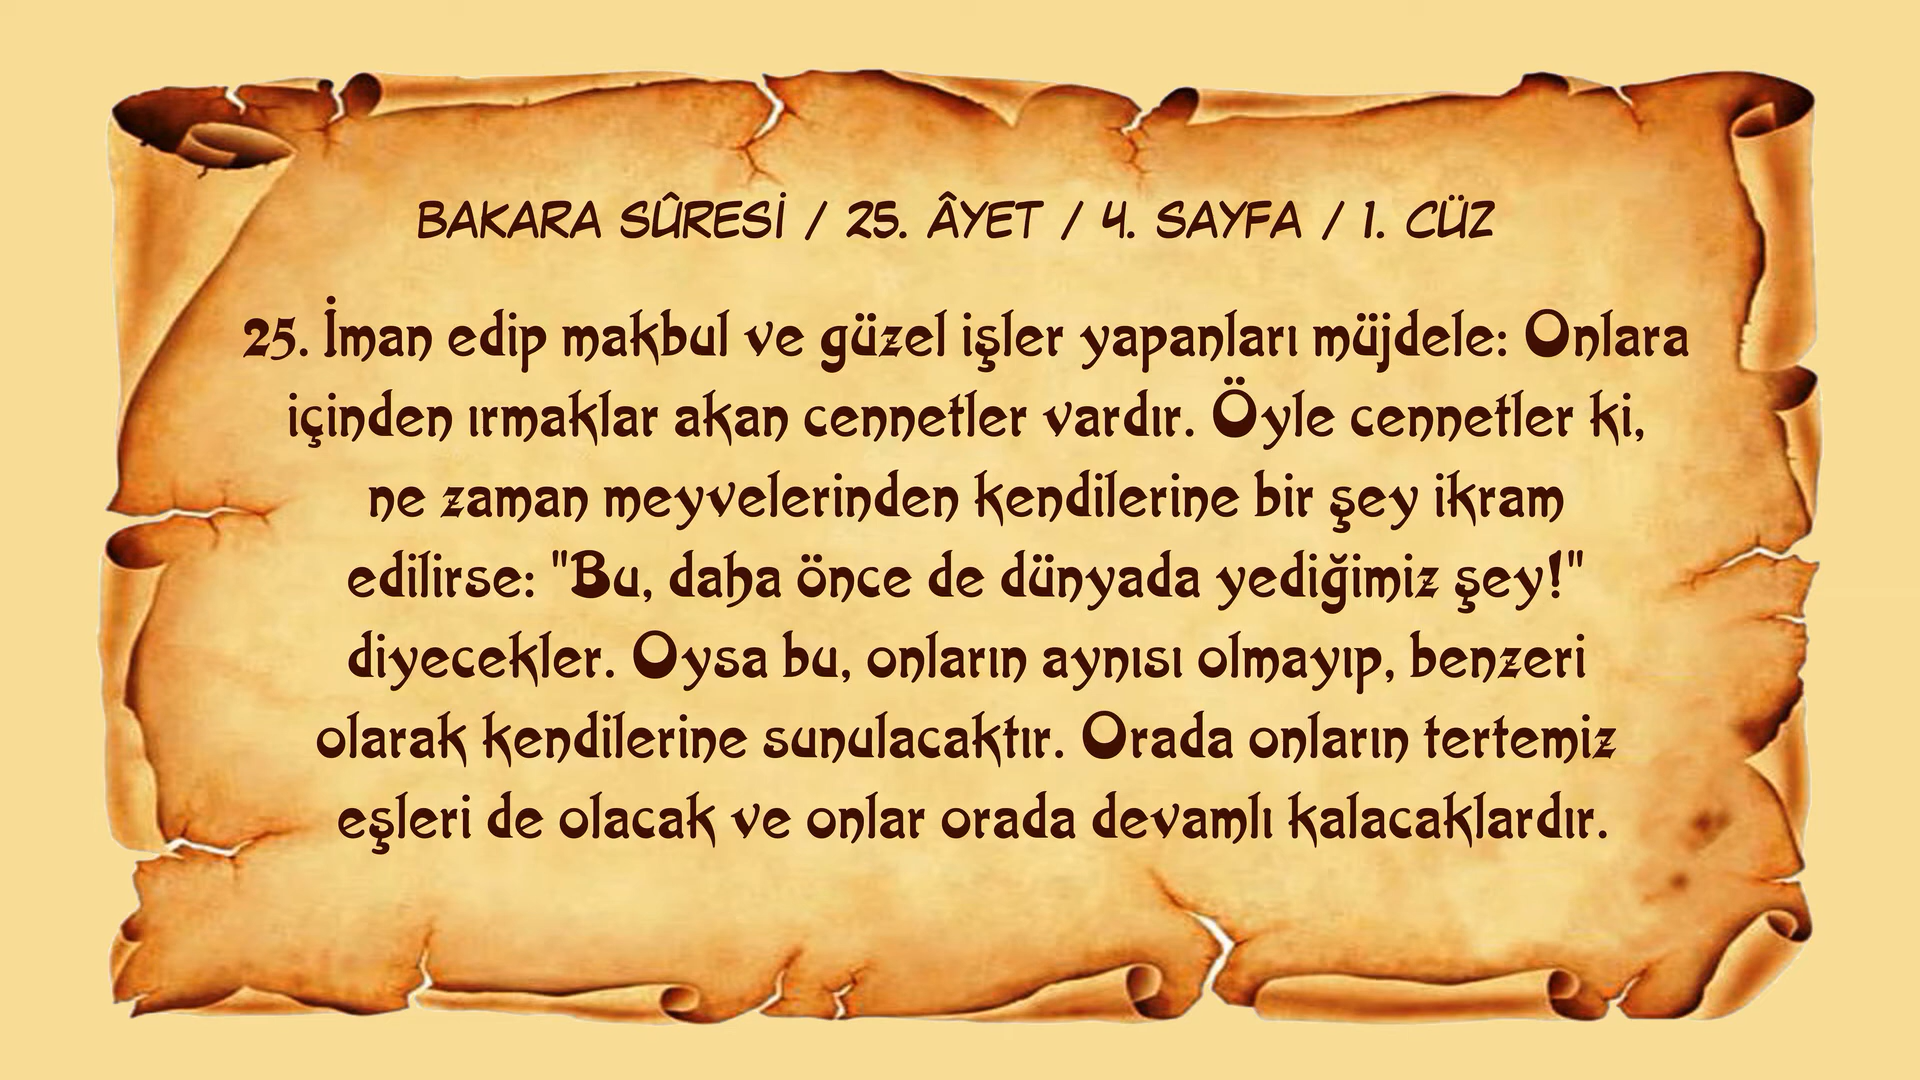 BAKARA SÛRESİ / 25. ÂYET / 4. SAYFA / 1. CÜZ
25. İman edip makbul ve güzel işler yapanları müjdele: Onlara
içinden ırmaklar akan cennetler vardır. Öyle cennetler ki,
ne zaman meyvelerinden kendilerine bir şey ikram
edilirse: "Bu, daha önce de dünyada yediğimiz şey!"
diyecekler. Oysa bu, onların aynısı olmayıp, benzeri
olarak kendilerine sunulacaktır. Orada onların tertemiz
eşleri de olacak ve onlar orada devamlı kalacaklardır.